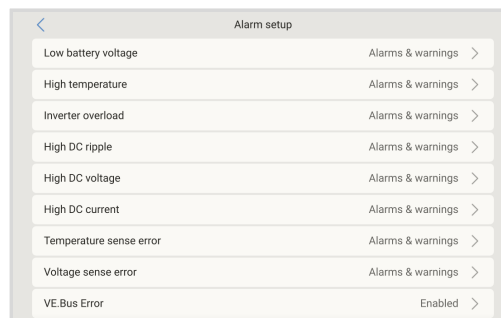 Alarm setup
Low battery voltage Alarms & warnings
High temperature Alarms & warnings
Inverter overload Alarms & warnings
High DC ripple Alarms & warnings
High DC voltage Alarms & warnings
High DC current Alarms & warnings
Temperature sense error Alarms & warnings
Voltage sense error Alarms & warnings
VE.Bus Error Enabled